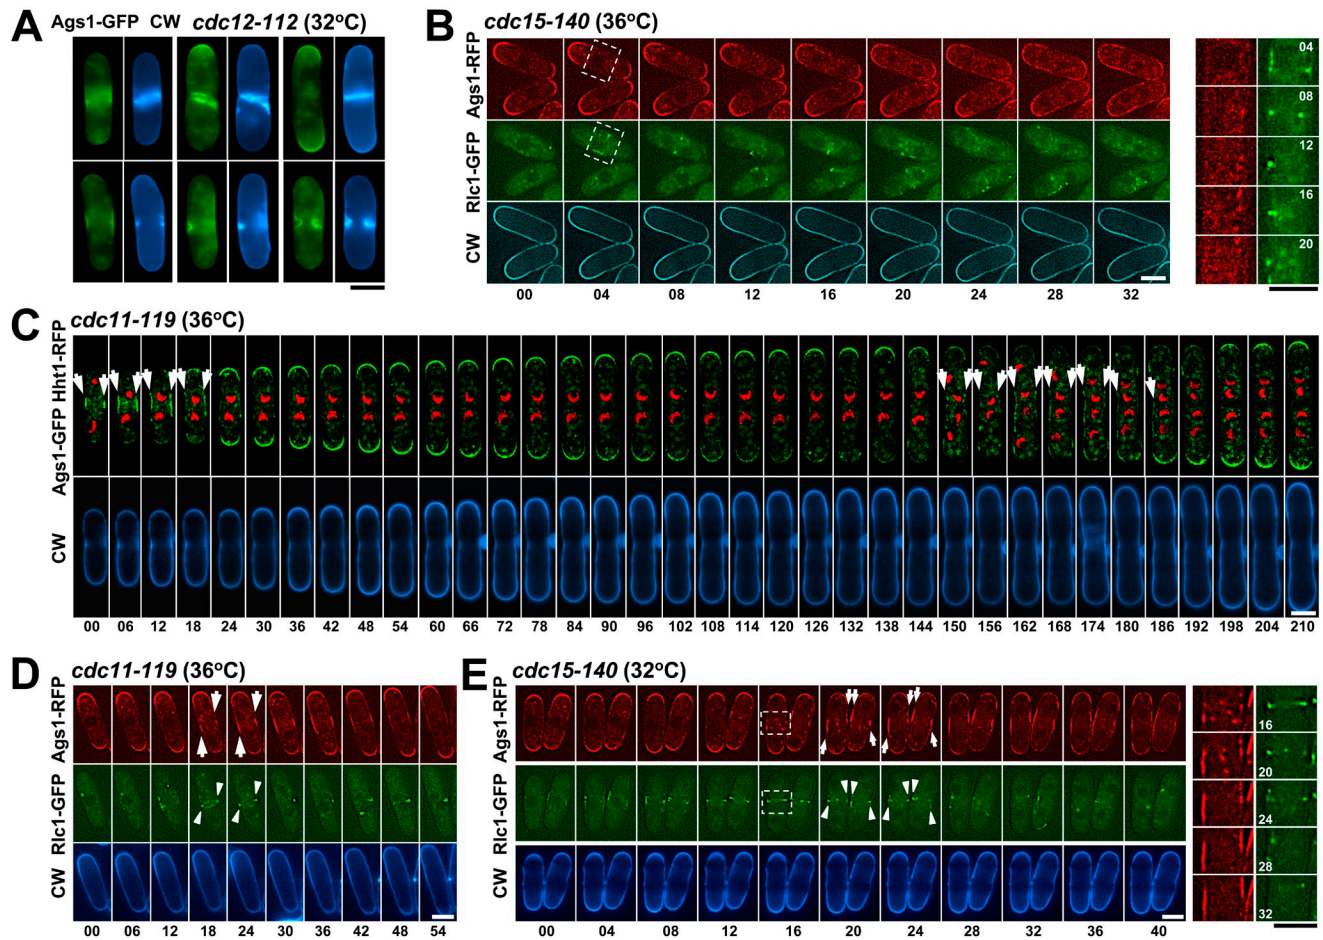 A
Ags1-GFP CW cdc12-112 (32°C)
B
cdc15-140 (36°C)
Ags1-RFP
Rlc1-GFP
CW
00 04 08 12 16 20 24 28 32
04
08
12
16
20
C
cdc11-119 (36°C)
Ags1-GFP Hht1-RFP
CW
00 06 12 18 24 30 36 42 48 54 60 66 72 78 84 90 96 102 108 114 120 126 132 138 144 150 156 162 168 174 180 186 192 198 204 210
D
cdc11-119 (36°C)
Ags1-RFP
Rlc1-GFP
CW
00 06 12 18 24 30 36 42 48 54
E
cdc15-140 (32°C)
Ags1-RFP
Rlc1-GFP
CW
00 04 08 12 16 20 24 28 32 36 40
16
20
24
28
32